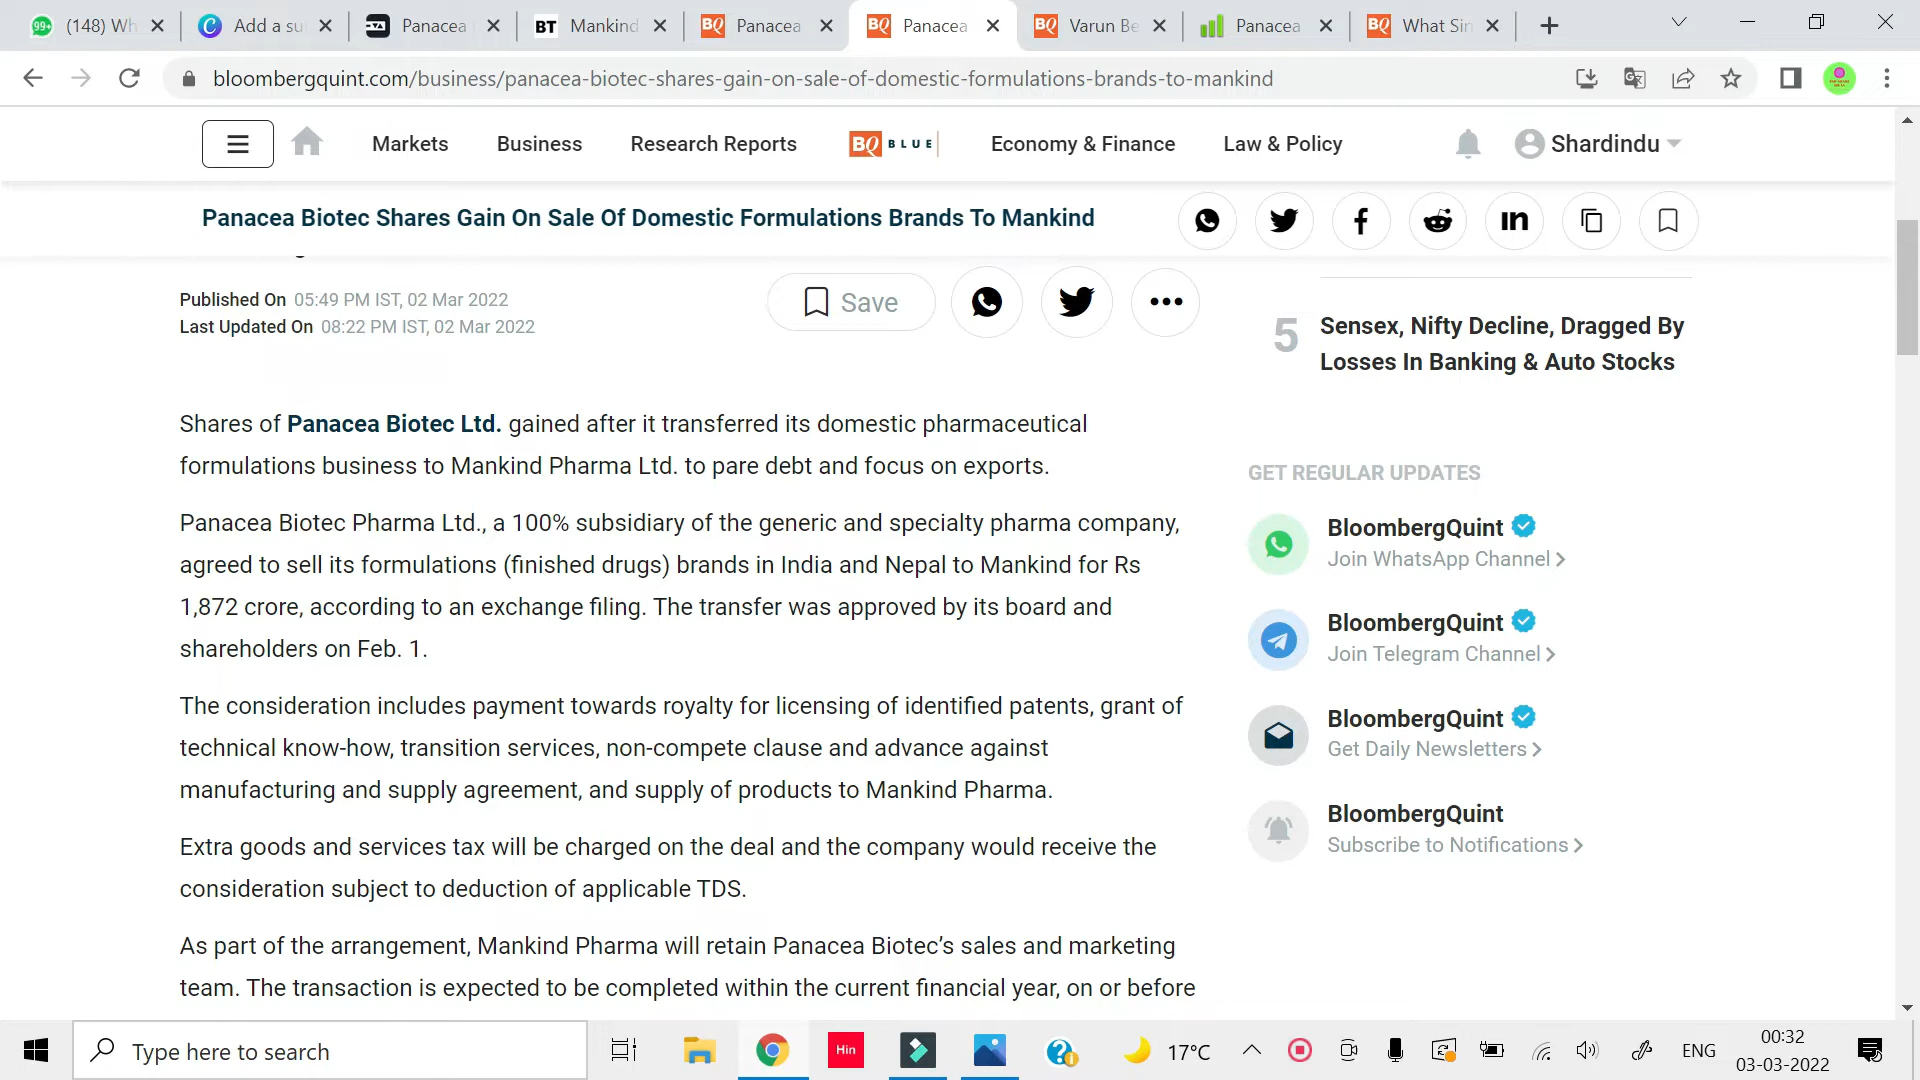 99+ (148) Wh
Add a su
Panacea
BT Mankind
BQ Panacea
BQ Panacea
BQ Varun Be
Panacea
BQ What Sin
bloombergquint.com/business/panacea-biotec-shares-gain-on-sale-of-domestic-formulations-brands-to-mankind
Markets Business Research Reports BQ BLUE Economy & Finance Law & Policy Shardindu
Panacea Biotec Shares Gain On Sale Of Domestic Formulations Brands To Mankind
Published On 05:49 PM IST, 02 Mar 2022
Last Updated On 08:22 PM IST, 02 Mar 2022
Save
Shares of Panacea Biotec Ltd. gained after it transferred its domestic pharmaceutical
formulations business to Mankind Pharma Ltd. to pare debt and focus on exports.
Panacea Biotec Pharma Ltd., a 100% subsidiary of the generic and specialty pharma company,
agreed to sell its formulations (finished drugs) brands in India and Nepal to Mankind for Rs
1,872 crore, according to an exchange filing. The transfer was approved by its board and
shareholders on Feb. 1.
The consideration includes payment towards royalty for licensing of identified patents, grant of
technical know-how, transition services, non-compete clause and advance against
manufacturing and supply agreement, and supply of products to Mankind Pharma.
Extra goods and services tax will be charged on the deal and the company would receive the
consideration subject to deduction of applicable TDS.
As part of the arrangement, Mankind Pharma will retain Panacea Biotec’s sales and marketing
team. The transaction is expected to be completed within the current financial year, on or before
5 Sensex, Nifty Decline, Dragged By
Losses In Banking & Auto Stocks
GET REGULAR UPDATES
BloombergQuint
Join WhatsApp Channel
BloombergQuint
Join Telegram Channel
BloombergQuint
Get Daily Newsletters
BloombergQuint
Subscribe to Notifications
Type here to search
Hin
17°C
ENG
00:32
03-03-2022